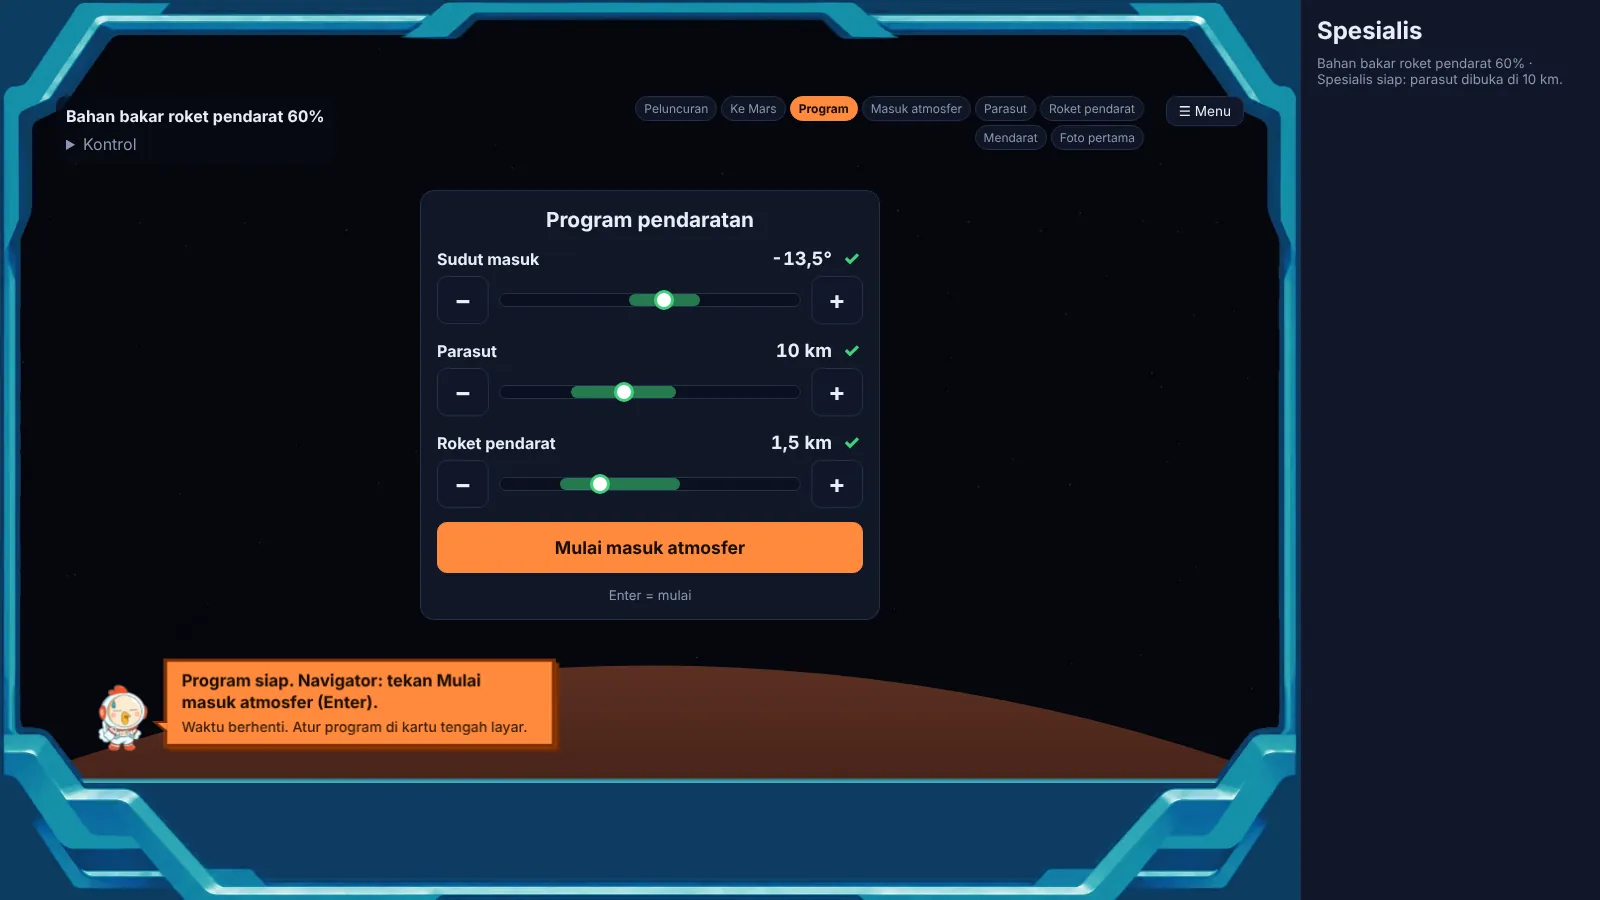 Bahan bakar roket pendarat 60%
▶ Kontrol
Peluncuran
Ke Mars
Program
Masuk atmosfer
Parasut
Roket pendarat
Mendarat
Foto pertama
☰ Menu
Program pendaratan
Sudut masuk
-13,5° ✓
− +
Parasut
10 km ✓
− +
Roket pendarat
1,5 km ✓
− +
Mulai masuk atmosfer
Enter = mulai
Program siap. Navigator: tekan Mulai
masuk atmosfer (Enter).
Waktu berhenti. Atur program di kartu tengah layar.
Spesialis
Bahan bakar roket pendarat 60% ·
Spesialis siap: parasut dibuka di 10 km.